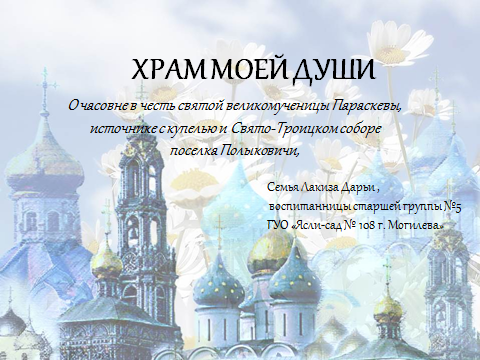 ХРАМ МОЕЙ ДУШИ
О часовне в честь святой великомученицы Параскевы,
источнике с купелью и Свято-Троицком соборе
поселка Полыковичи,
Семья Лакиза Дарьи ,
воспитанницы старшей группы №5
ГУО «Ясли-сад № 108 г. Могилева»